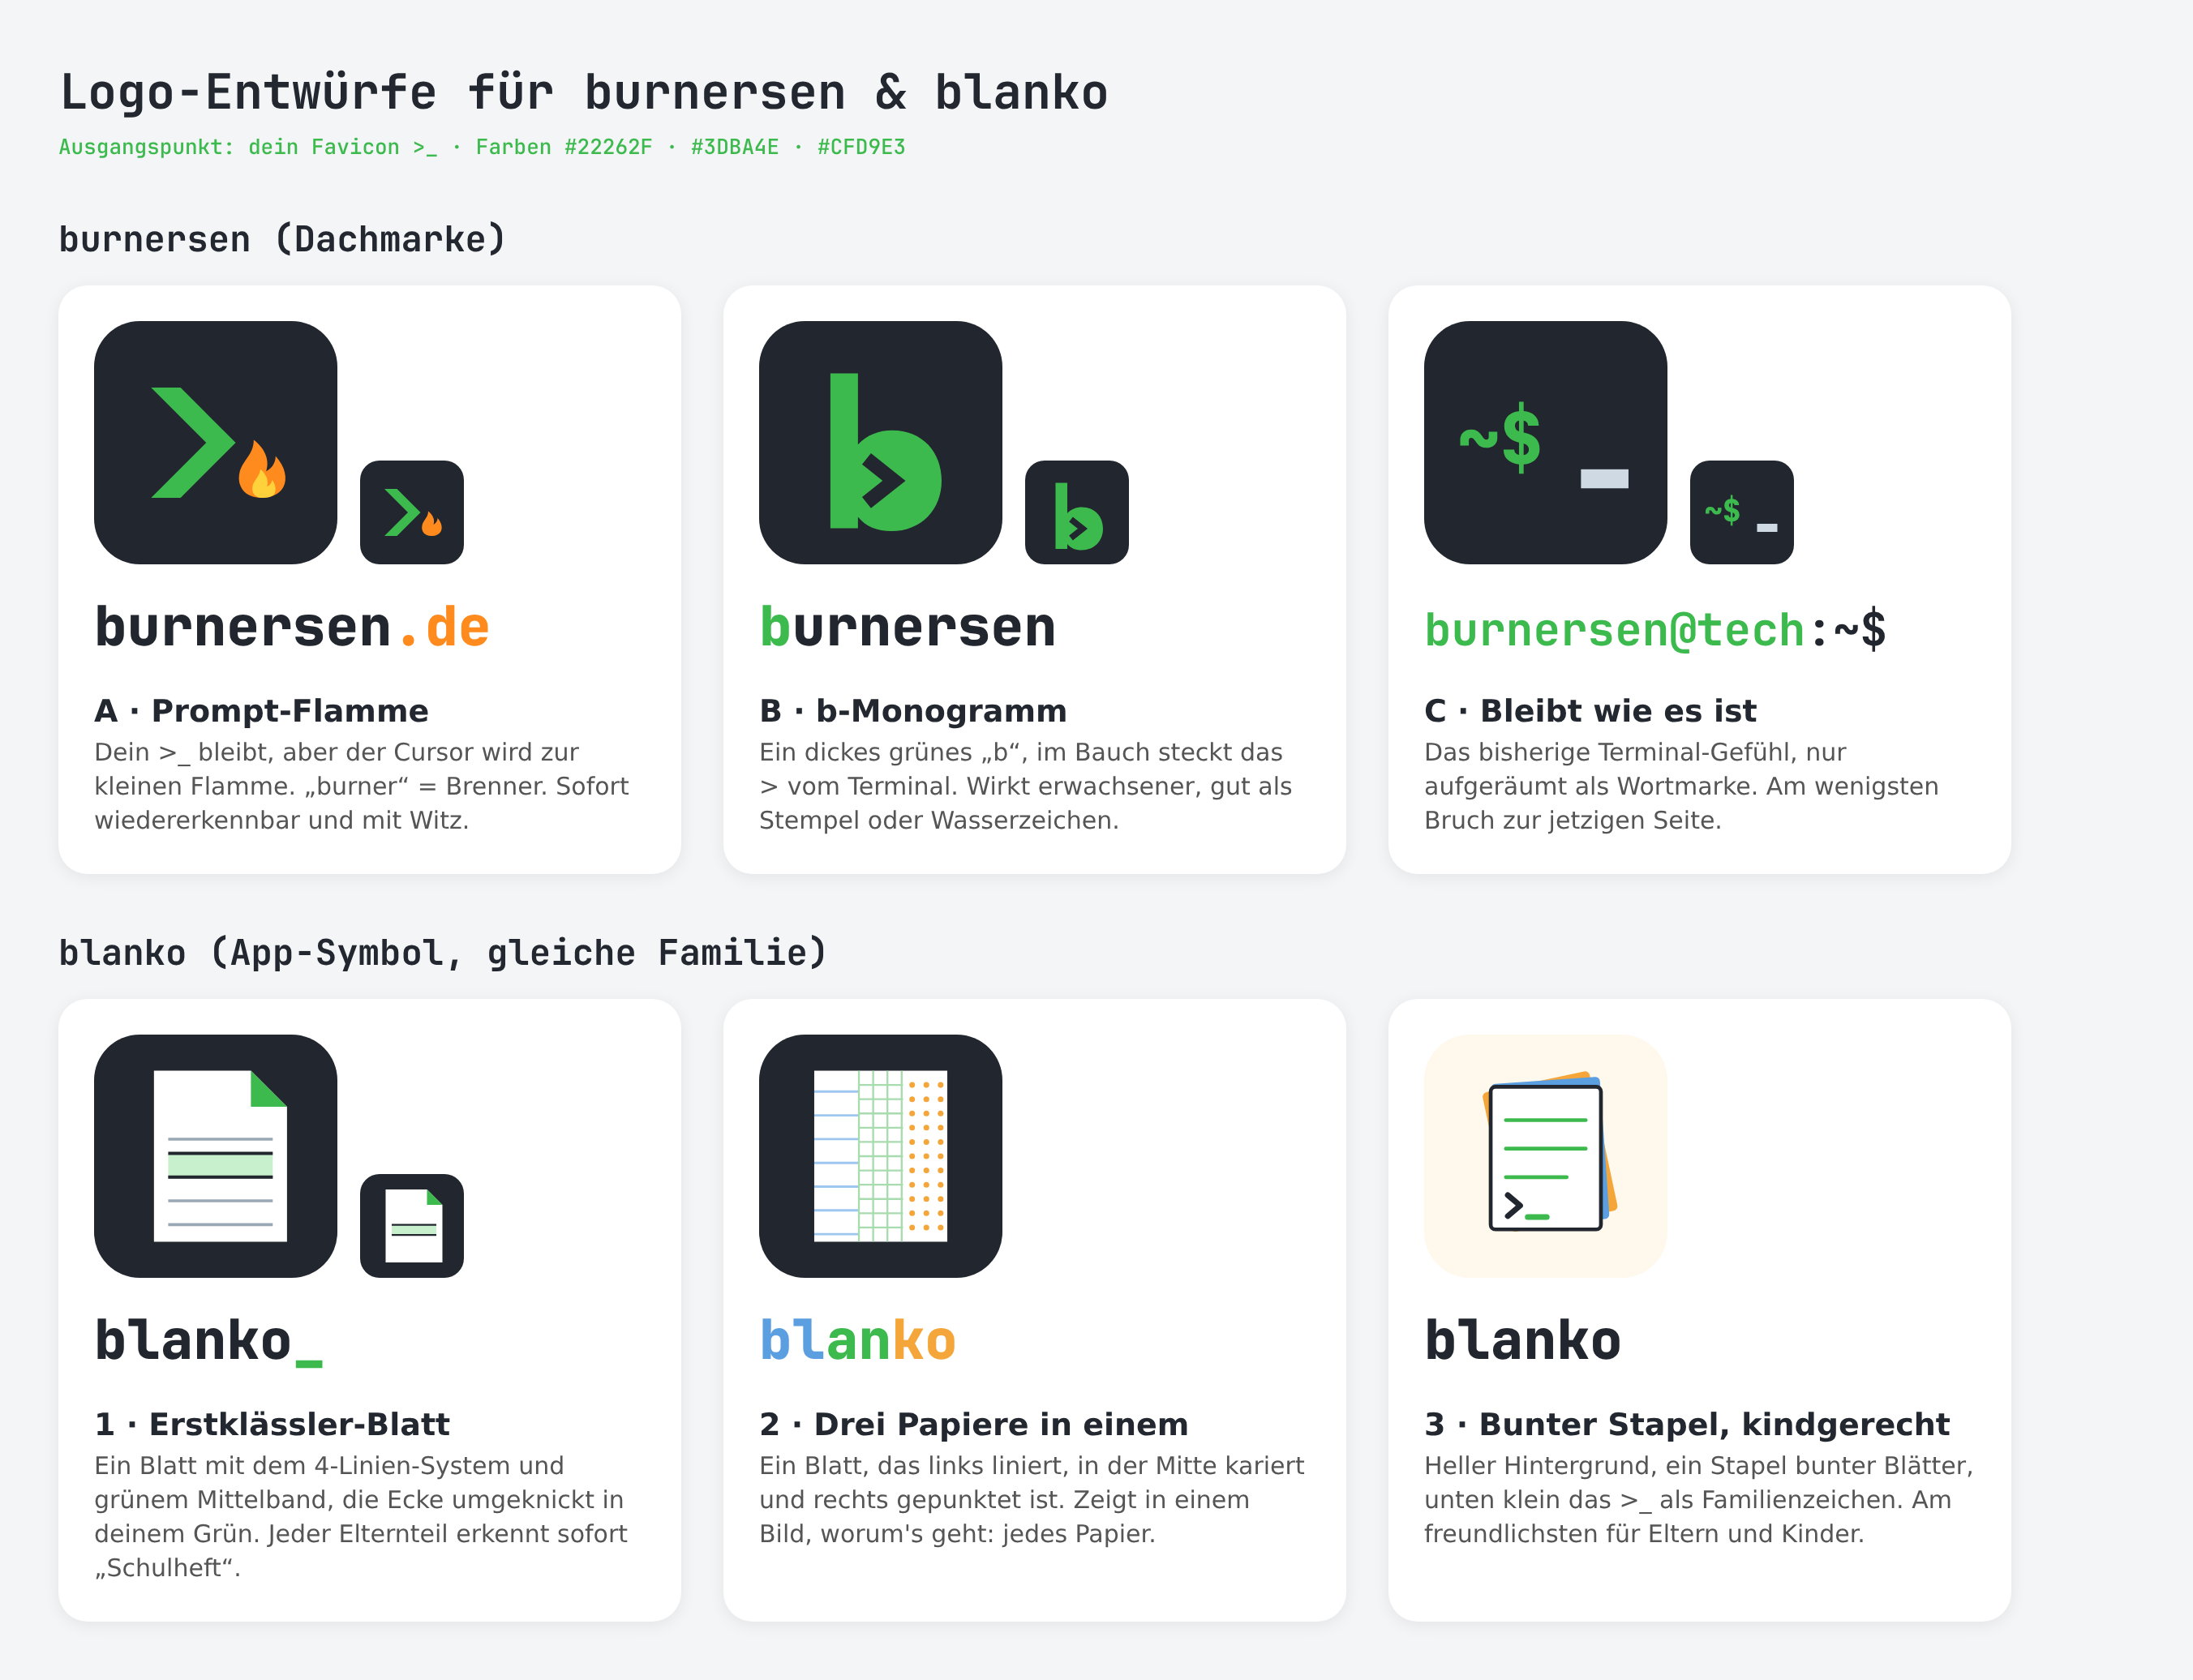 Logo-Entwürfe für burnersen & blanko
Ausgangspunkt: dein Favicon >_ · Farben #22262F · #3DBA4E · #CFD9E3
burnersen (Dachmarke)
>
>
b
>
b
>
~$ _
~$ _
burnersen.de
burnersen
burnersen@tech:~$
A · Prompt-Flamme
Dein >_ bleibt, aber der Cursor wird zur
kleinen Flamme. „burner“ = Brenner. Sofort
wiedererkennbar und mit Witz.
B · b-Monogramm
Ein dickes grünes „b“, im Bauch steckt das
> vom Terminal. Wirkt erwachsener, gut als
Stempel oder Wasserzeichen.
C · Bleibt wie es ist
Das bisherige Terminal-Gefühl, nur
aufgeräumt als Wortmarke. Am wenigsten
Bruch zur jetzigen Seite.
blanko (App-Symbol, gleiche Familie)
>_
blanko_
blanko
blanko
1 · Erstklässler-Blatt
Ein Blatt mit dem 4-Linien-System und
grünem Mittelband, die Ecke umgeknickt in
deinem Grün. Jeder Elternteil erkennt sofort
„Schulheft“.
2 · Drei Papiere in einem
Ein Blatt, das links liniert, in der Mitte kariert
und rechts gepunktet ist. Zeigt in einem
Bild, worum's geht: jedes Papier.
3 · Bunter Stapel, kindgerecht
Heller Hintergrund, ein Stapel bunter Blätter,
unten klein das >_ als Familienzeichen. Am
freundlichsten für Eltern und Kinder.